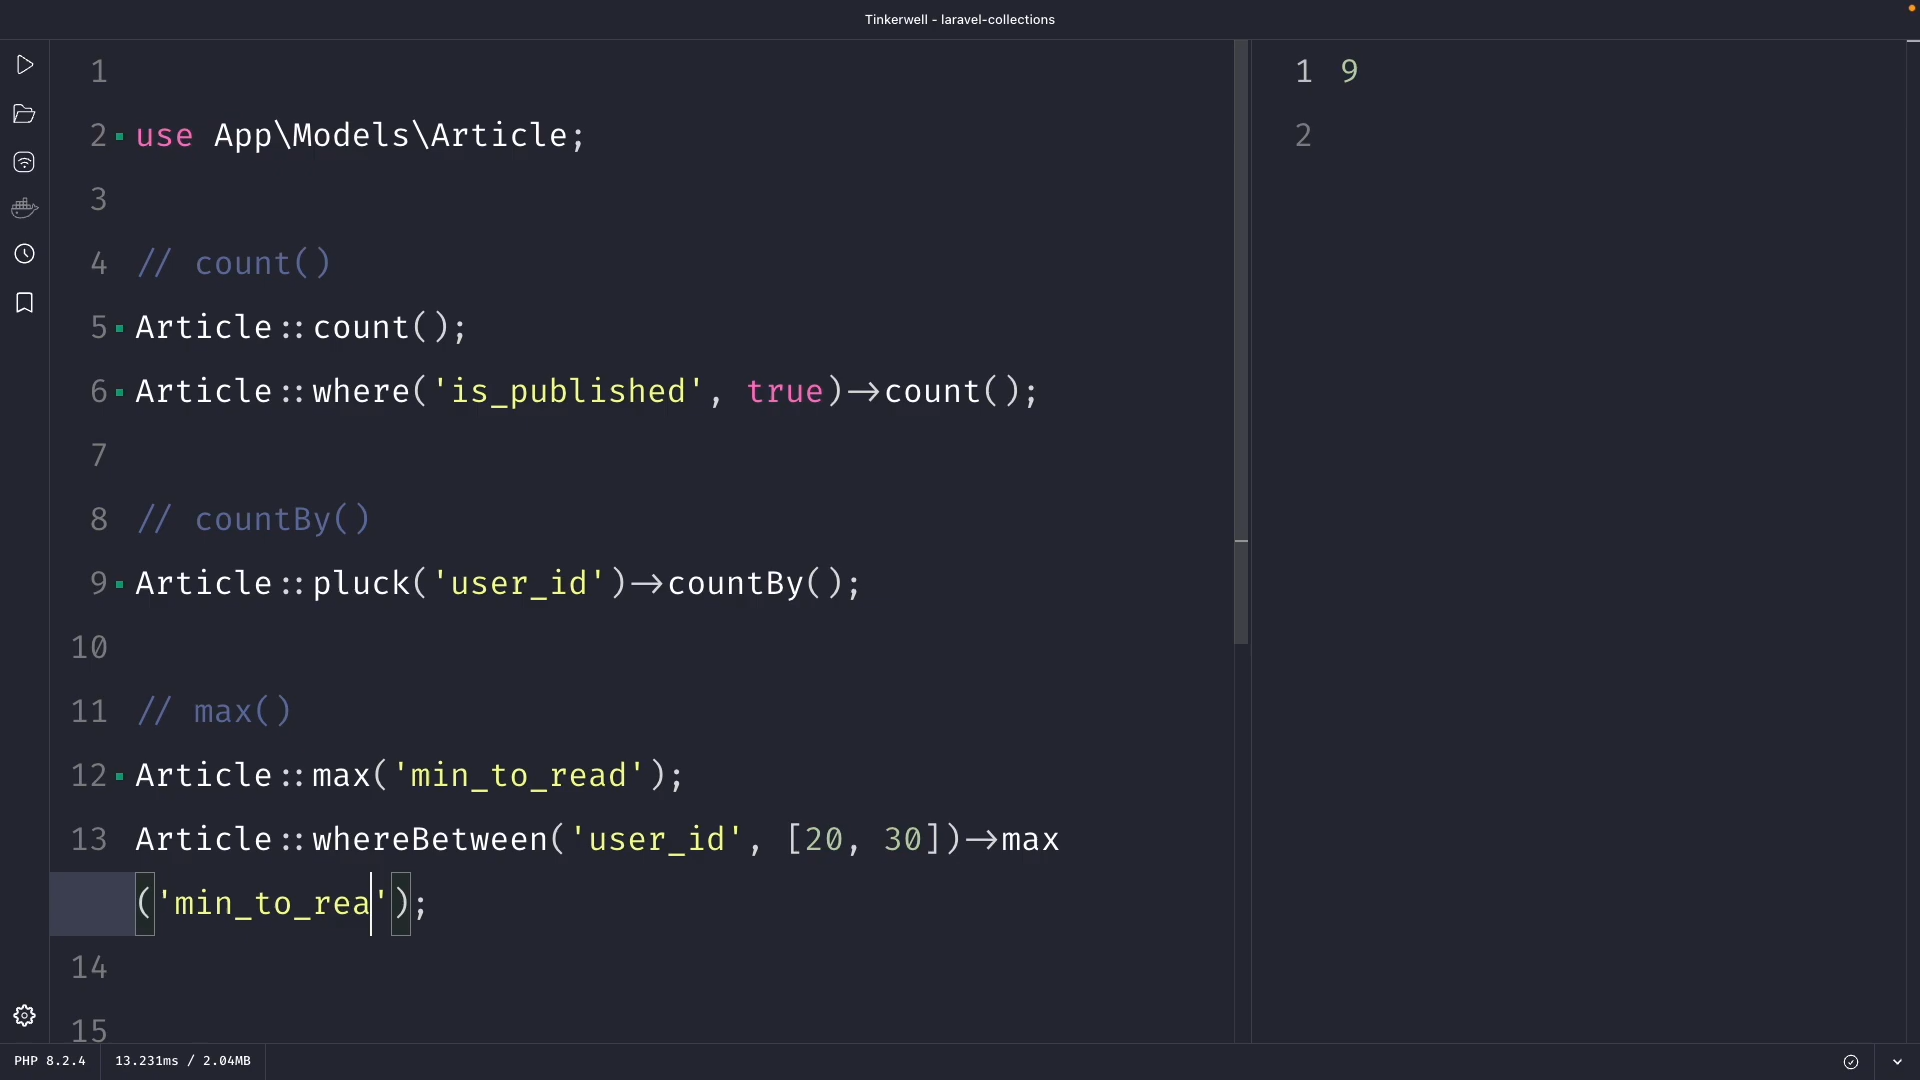 Tinkerwell - laravel-collections
1
2 use App\Models\Article;
3
4 // count()
5 Article::count();
6 Article::where('is_published', true)->count();
7
8 // countBy()
9 Article::pluck('user_id')->countBy();
10
11 // max()
12 Article::max('min_to_read');
13 Article::whereBetween('user_id', [20, 30])->max
('min_to_rea');
14
15
1 9
2
PHP 8.2.4
13.231ms / 2.04MB